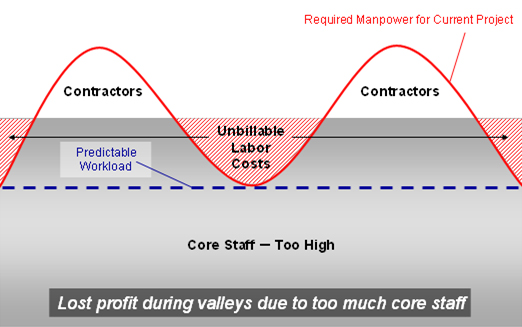 Required Manpower for Current Project
Contractors
Contractors
Unbillable
Labor
Costs
Predictable
Workload
Core Staff — Too High
Lost profit during valleys due to too much core staff